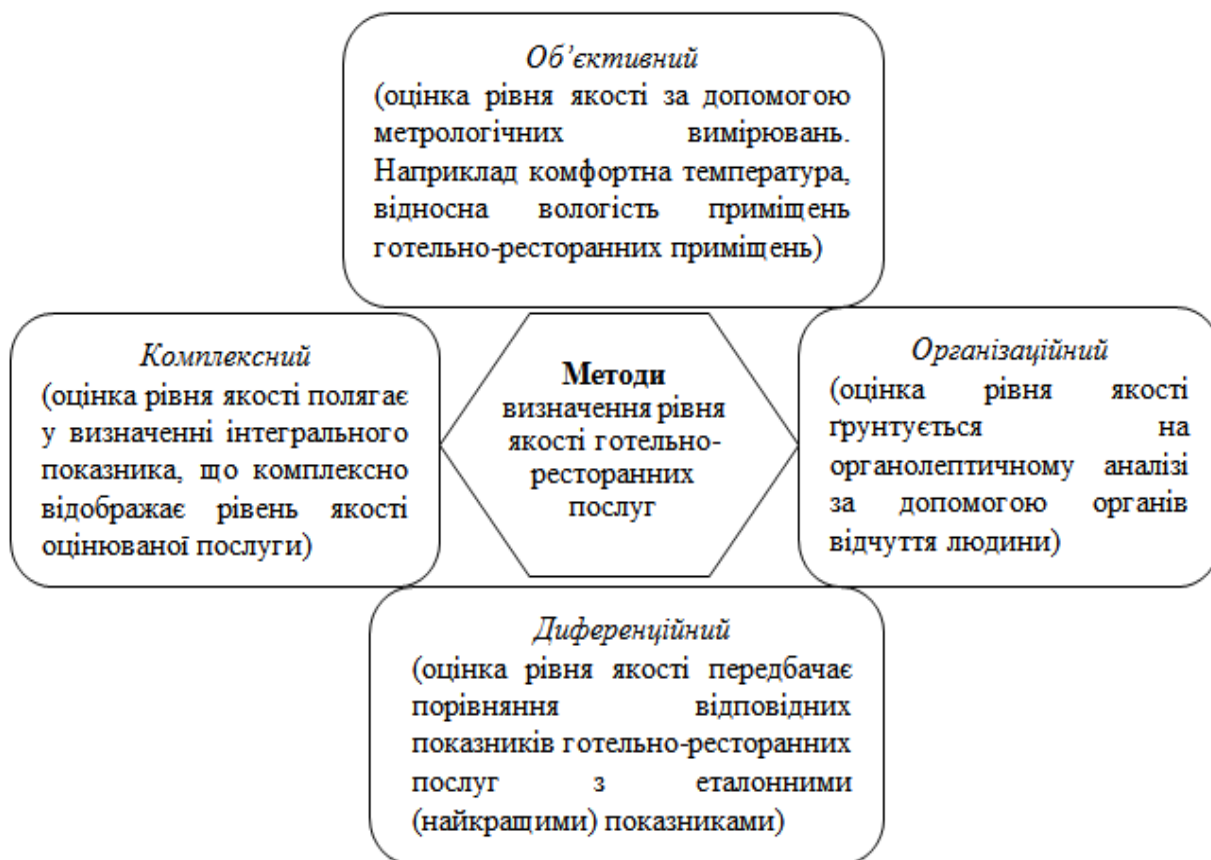 Об’єктивний
(оцінка рівня якості за допомогою
метрологічних вимірювань.
Наприклад комфортна температура,
відносна вологість приміщень
готельно-ресторанних приміщень)
Комплексний
(оцінка рівня якості полягає
у визначенні інтегрального
показника, що комплексно
відображає рівень якості
оцінюваної послуги)
Методи
визначення рівня
якості готельно-
ресторанних
послуг
Організаційний
(оцінка рівня якості
ґрунтується на
органолептичному аналізі
за допомогою органів
відчуття людини)
Диференційний
(оцінка рівня якості передбачає
порівняння відповідних
показників готельно-ресторанних
послуг з еталонними
(найкращими) показниками)